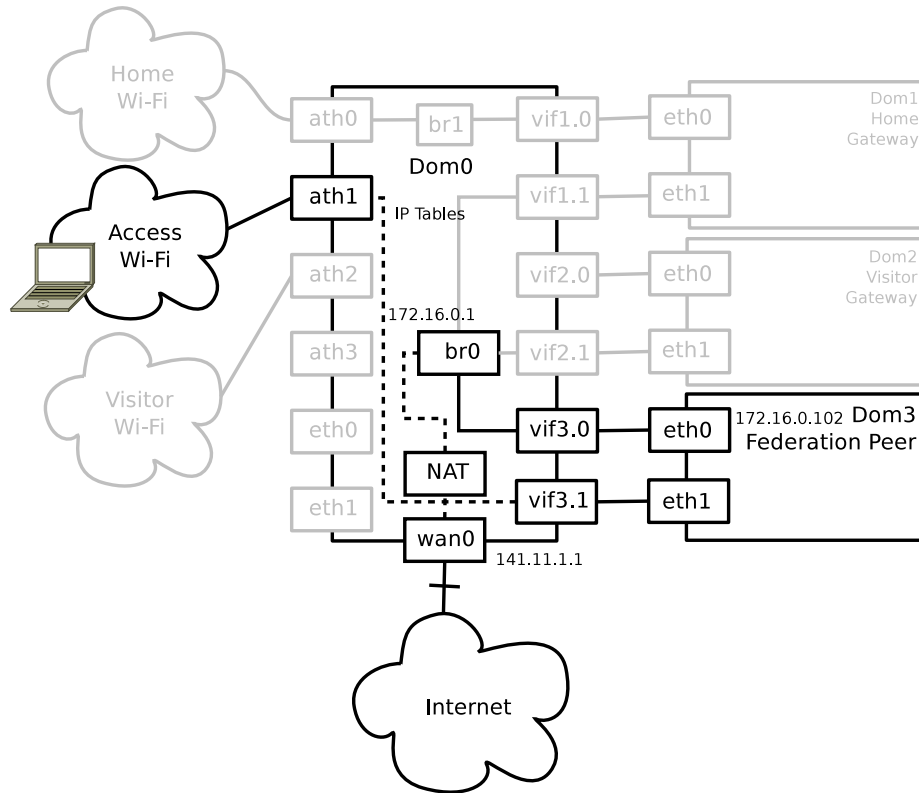 Home
Wi-Fi
ath0
br1
vif1.0
eth0
Dom1
Home
Gateway
Dom0
ath1
IP Tables
vif1.1
eth1
Access
Wi-Fi
ath2
vif2.0
eth0
Dom2
Visitor
Gateway
172.16.0.1
ath3
br0
vif2.1
eth1
Visitor
Wi-Fi
eth0
vif3.0
eth0
172.16.0.102 Dom3
Federation Peer
NAT
eth1
vif3.1
eth1
wan0
141.11.1.1
Internet